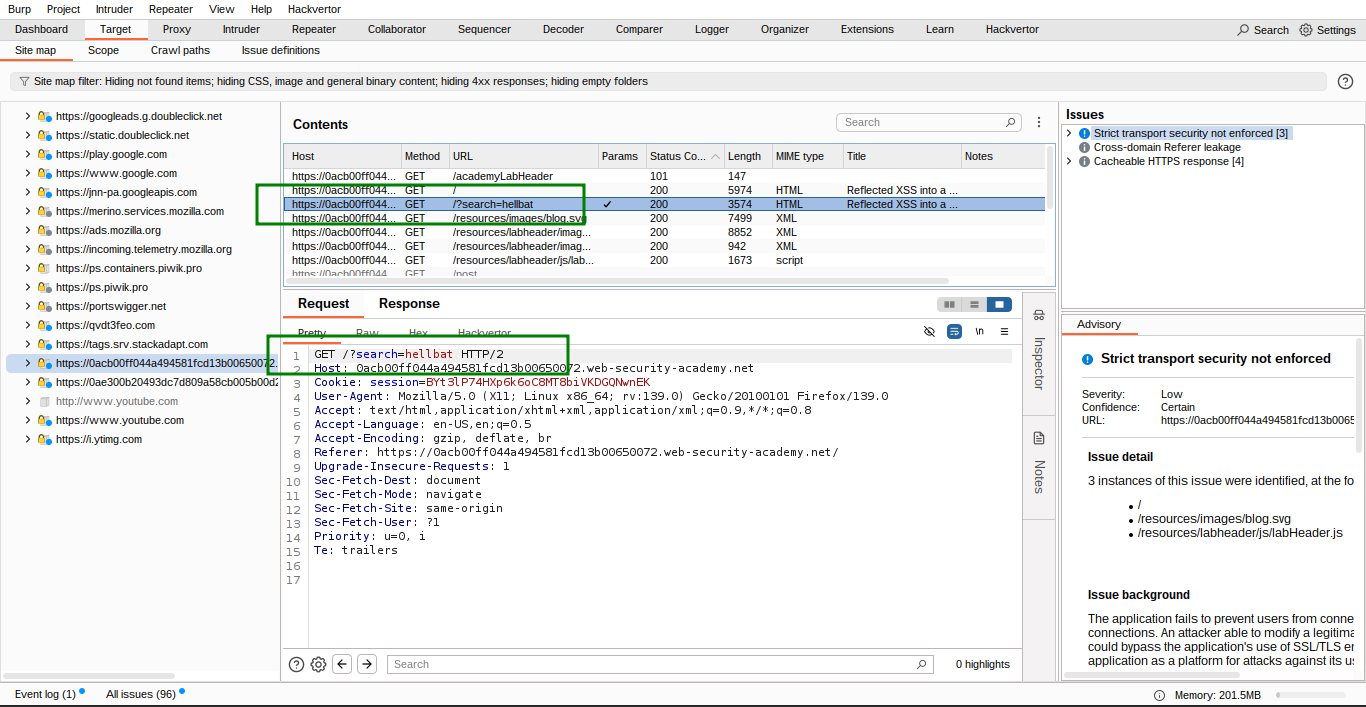 Burp Project Intruder Repeater View Help Hackvertor
Dashboard Target Proxy Intruder Repeater Collaborator Sequencer Decoder Comparer Logger Organizer Extensions Learn Hackvertor Search Settings
Site map Scope Crawl paths Issue definitions
Site map filter: Hiding not found items; hiding CSS, image and general binary content; hiding 4xx responses; hiding empty folders
https://googleads.g.doubleclick.net
https://static.doubleclick.net
https://play.google.com
https://www.google.com
https://jnn-pa.googleapis.com
https://merino.services.mozilla.com
https://ads.mozilla.org
https://incoming.telemetry.mozilla.org
https://ps.containers.piwik.pro
https://ps.piwik.pro
https://portswigger.net
https://qvdt3feo.com
https://tags.srv.stackadapt.com
https://0acb00ff044a494581fcd13b00650072.
https://0ae300b20493dc7d809a58cb005b00d2
http://www.youtube.com
https://www.youtube.com
https://i.ytimg.com
Contents
Search
Host Method URL Params Status Co... Length MIME type Title Notes
https://0acb00ff044... GET /academyLabHeader 101 147
https://0acb00ff044... GET / 200 5974 HTML Reflected XSS into a ...
https://0acb00ff044... GET /?search=hellbat ✓ 200 3574 HTML Reflected XSS into a ...
https://0acb00ff044... GET /resources/images/blog.svg 200 7499 XML
https://0acb00ff044... GET /resources/labheader/imag... 200 8852 XML
https://0acb00ff044... GET /resources/labheader/imag... 200 942 XML
https://0acb00ff044... GET /resources/labheader/js/lab... 200 1673 script
https://0acb00ff044 GET /post
Request Response
Pretty Raw Hex Hackvertor \n
1 GET /?search=hellbat HTTP/2
2 Host: 0acb00ff044a494581fcd13b00650072.web-security-academy.net
3 Cookie: session=BYt3lP74HXp6k6oC8MT8biVKDGQNwnEK
4 User-Agent: Mozilla/5.0 (X11; Linux x86_64; rv:139.0) Gecko/20100101 Firefox/139.0
5 Accept: text/html,application/xhtml+xml,application/xml;q=0.9,*/*;q=0.8
6 Accept-Language: en-US,en;q=0.5
7 Accept-Encoding: gzip, deflate, br
8 Referer: https://0acb00ff044a494581fcd13b00650072.web-security-academy.net/
9 Upgrade-Insecure-Requests: 1
10 Sec-Fetch-Dest: document
11 Sec-Fetch-Mode: navigate
12 Sec-Fetch-Site: same-origin
13 Sec-Fetch-User: ?1
14 Priority: u=0, i
15 Te: trailers
16
17
Search 0 highlights
Inspector
Notes
Issues
Strict transport security not enforced [3]
Cross-domain Referer leakage
Cacheable HTTPS response [4]
Advisory
Strict transport security not enforced
Severity: Low
Confidence: Certain
URL: https://0acb00ff044a494581fcd13b0065
Issue detail
3 instances of this issue were identified, at the fo
• /
• /resources/images/blog.svg
• /resources/labheader/js/labHeader.js
Issue background
The application fails to prevent users from conne
connections. An attacker able to modify a legitima
could bypass the application's use of SSL/TLS en
application as a platform for attacks against its us
Event log (1) All issues (96) Memory: 201.5MB